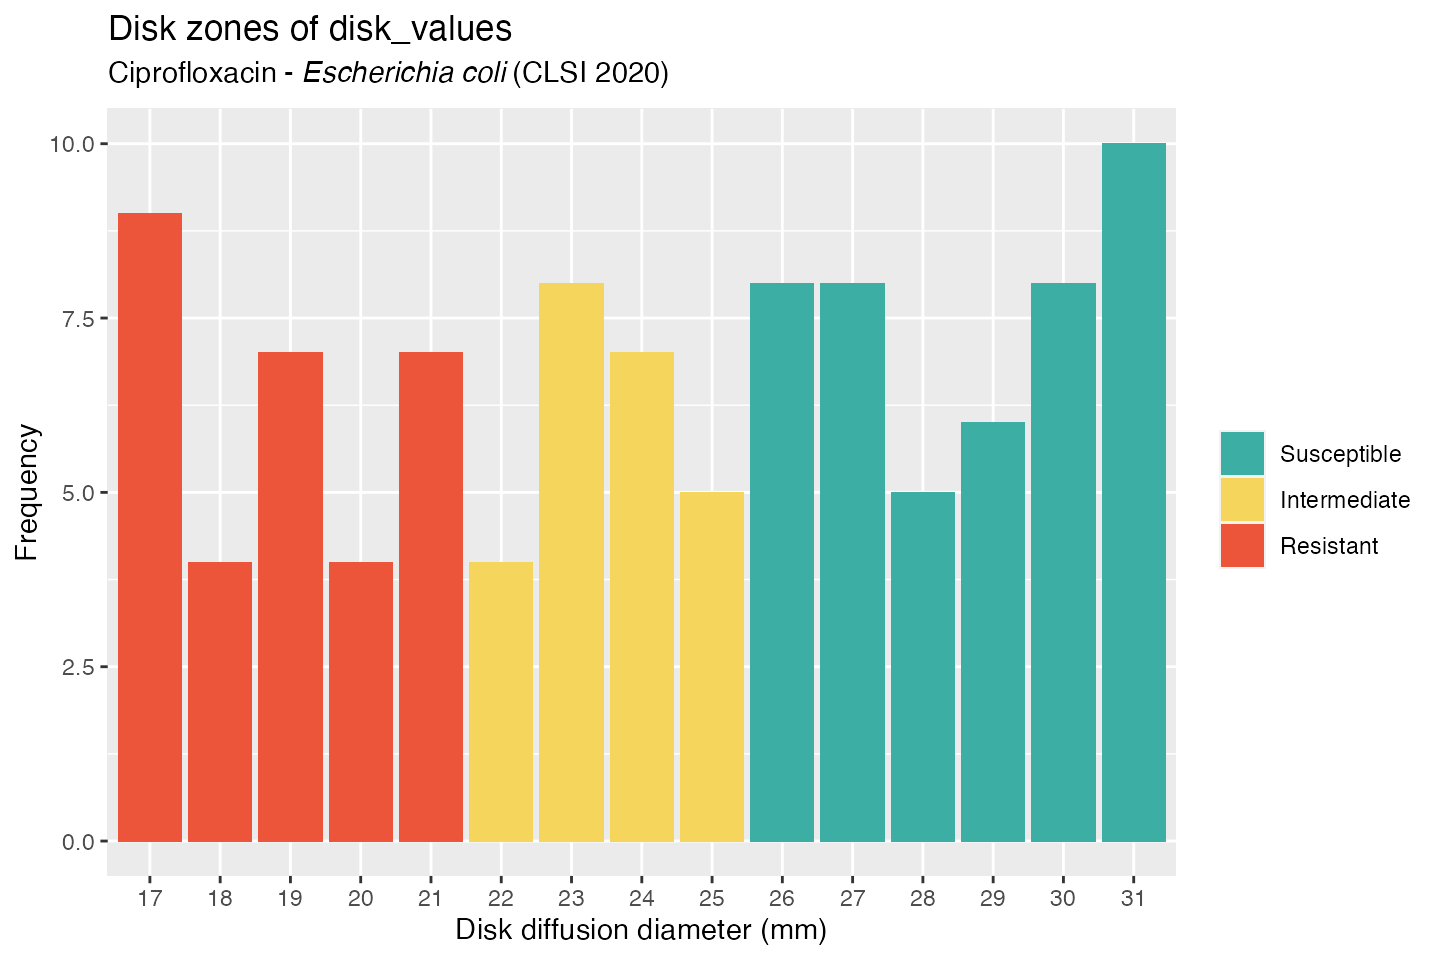 Disk zones of disk_values
Ciprofloxacin - Escherichia coli (CLSI 2020)
Frequency
10.0
7.5
5.0
2.5
0.0
17 18 19 20 21 22 23 24 25 26 27 28 29 30 31
Disk diffusion diameter (mm)
Susceptible
Intermediate
Resistant